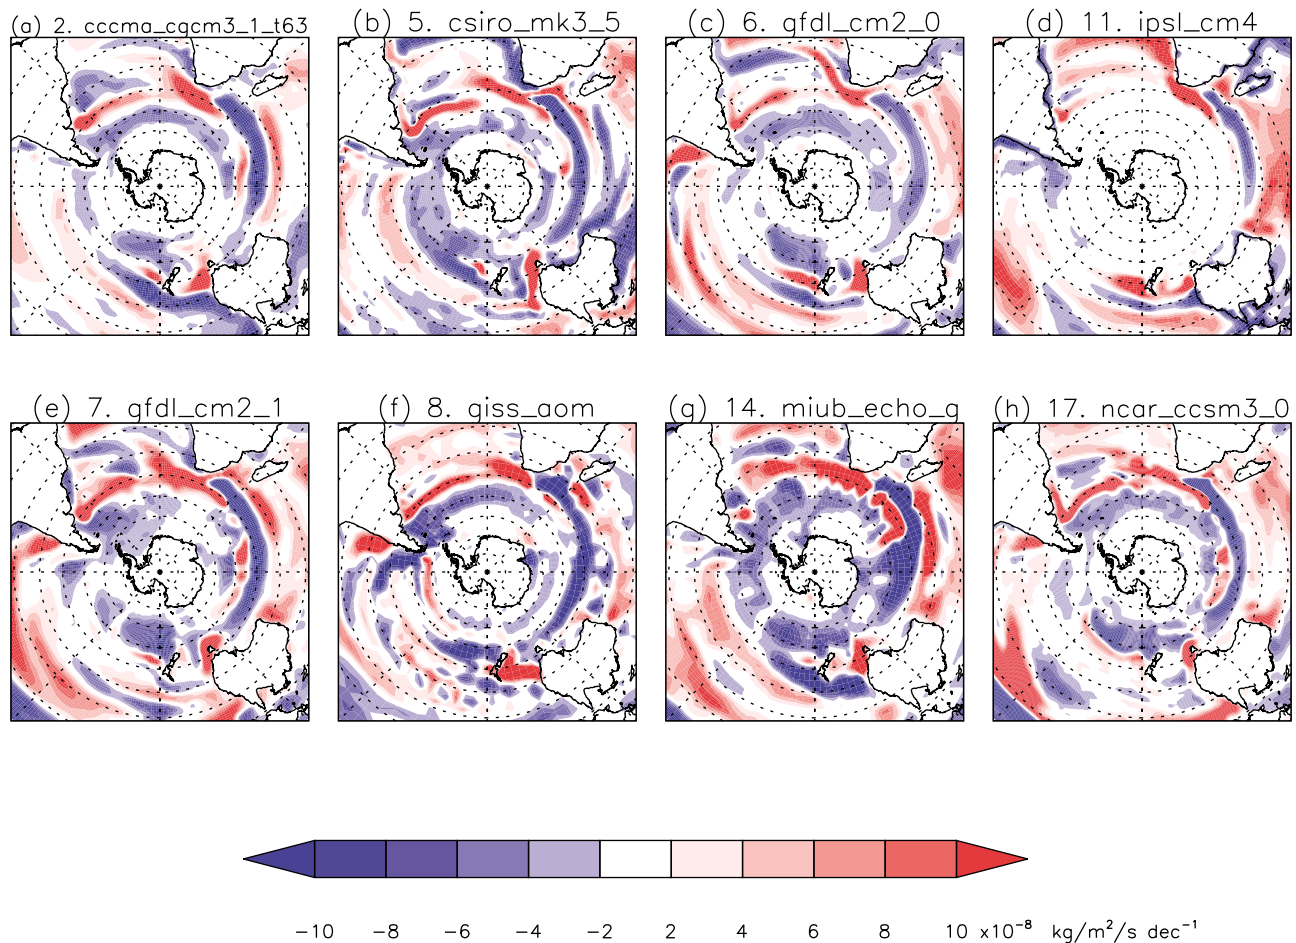 (a) 2. cccma_cgcm3_1_t63
(b) 5. csiro_mk3_5
(c) 6. gfdl_cm2_0
(d) 11. ipsl_cm4
(e) 7. gfdl_cm2_1
(f) 8. giss_aom
(g) 14. miub_echo_g
(h) 17. ncar_ccsm3_0
−10 −8 −6 −4 −2 2 4 6 8 10 x10⁻⁸ kg/m²/s dec⁻¹